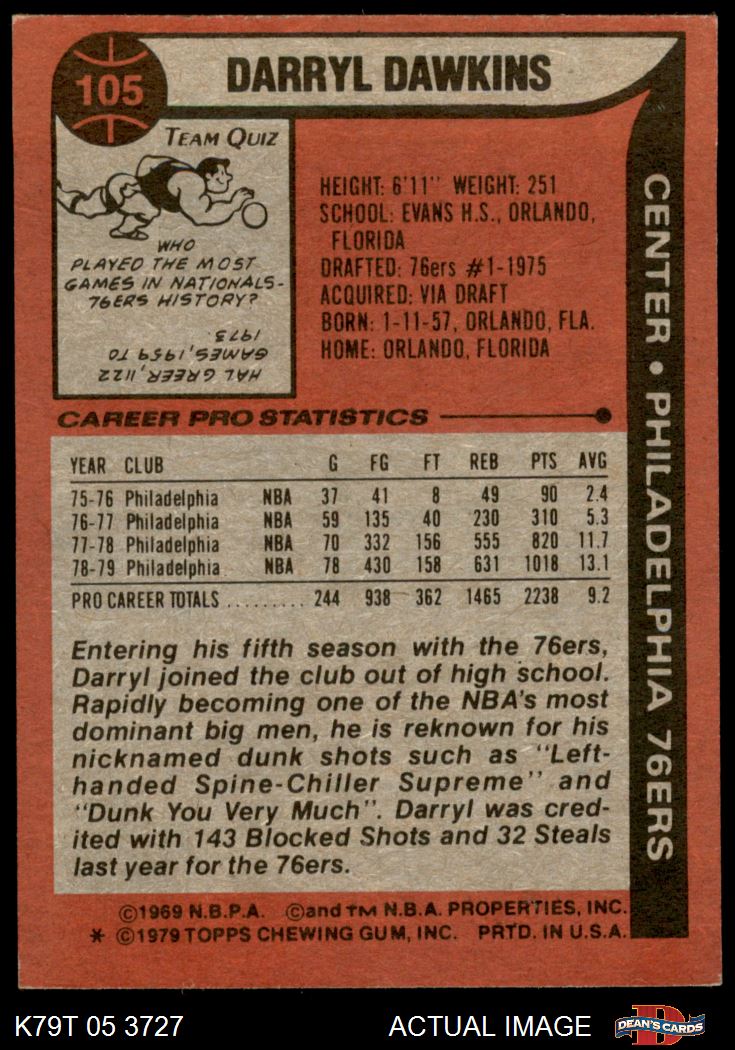 105
DARRYL DAWKINS
TEAM QUIZ
WHO
PLAYED THE MOST
GAMES IN NATIONALS-
76ERS HISTORY?
HAL GREER, 1122
GAMES, 1959 TO
1973.
HEIGHT: 6'11" WEIGHT: 251
SCHOOL: EVANS H.S., ORLANDO,
FLORIDA
DRAFTED: 76ers #1-1975
ACQUIRED: VIA DRAFT
BORN: 1-11-57, ORLANDO, FLA.
HOME: ORLANDO, FLORIDA
CENTER • PHILADELPHIA 76ERS
CAREER PRO STATISTICS
YEAR CLUB G FG FT REB PTS AVG
75-76 Philadelphia NBA 37 41 8 49 90 2.4
76-77 Philadelphia NBA 59 135 40 230 310 5.3
77-78 Philadelphia NBA 70 332 156 555 820 11.7
78-79 Philadelphia NBA 78 430 158 631 1018 13.1
PRO CAREER TOTALS ......... 244 938 362 1465 2238 9.2
Entering his fifth season with the 76ers,
Darryl joined the club out of high school.
Rapidly becoming one of the NBA's most
dominant big men, he is reknown for his
nicknamed dunk shots such as "Left-
handed Spine-Chiller Supreme" and
"Dunk You Very Much". Darryl was cred-
ited with 143 Blocked Shots and 32 Steals
last year for the 76ers.
©1969 N.B.P.A. ©and TM N.B.A. PROPERTIES, INC.
* ©1979 TOPPS CHEWING GUM, INC. PRTD. IN U.S.A.
K79T 05 3727 ACTUAL IMAGE DEAN'S CARDS